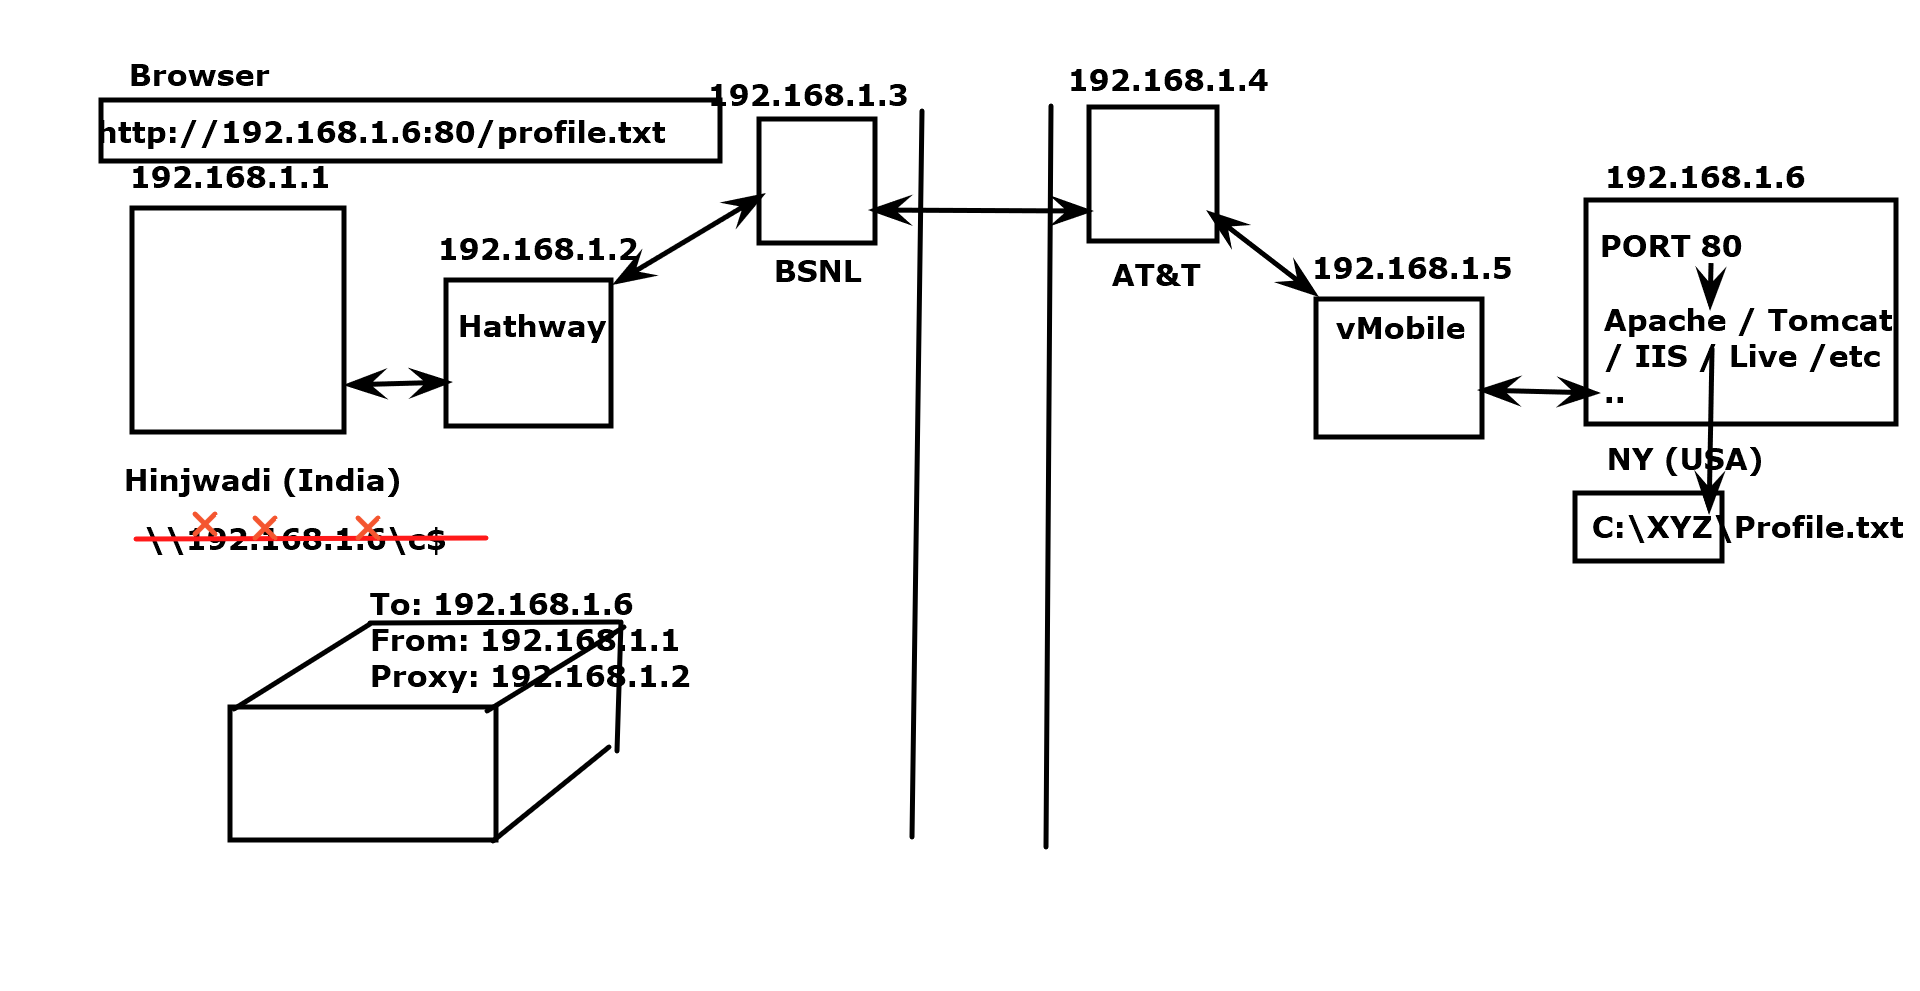 Browser
http://192.168.1.6:80/profile.txt
192.168.1.1
192.168.1.2
Hathway
192.168.1.3
BSNL
192.168.1.4
AT&T
192.168.1.5
vMobile
192.168.1.6
PORT 80
Apache / Tomcat
/ IIS / Live /etc
..
NY (USA)
C:\XYZ\Profile.txt
Hinjwadi (India)
\\192.168.1.6\c$
To: 192.168.1.6
From: 192.168.1.1
Proxy: 192.168.1.2